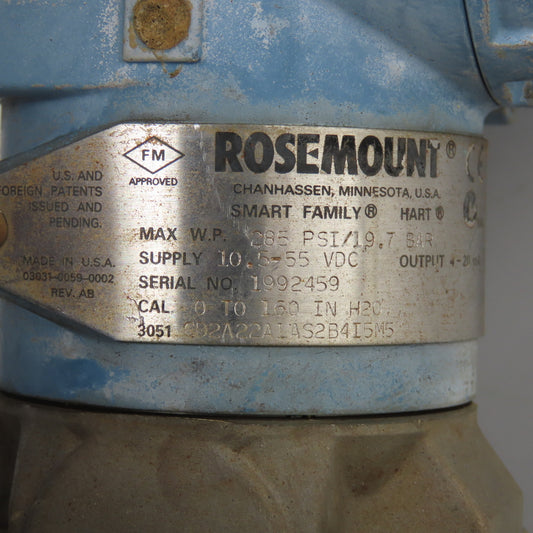 FM
APPROVED
ROSEMOUNT®
CHANHASSEN, MINNESOTA, U.S.A.
SMART FAMILY® HART®
MAX W.P. 285 PSI/19.7 BAR
SUPPLY 10.5-55 VDC OUTPUT 4-20
SERIAL NO. 1992459
CAL. 0 TO 160 IN H2O
3051 CD2A22A1AS2B4I5M5
U.S. AND
FOREIGN PATENTS
ISSUED AND
PENDING.
MADE IN U.S.A.
03031-0059-0002
REV. AB